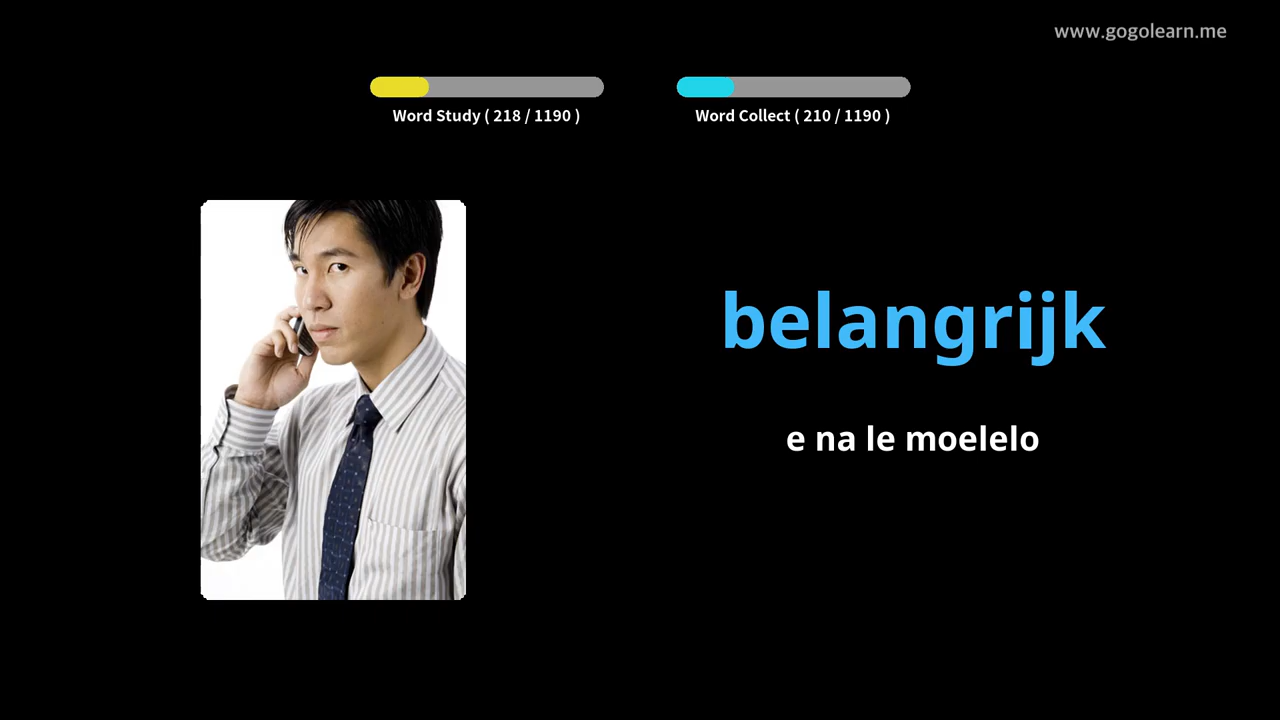 www.gogolearn.me
Word Study ( 218 / 1190 )
Word Collect ( 210 / 1190 )
belangrijk
e na le moelelo